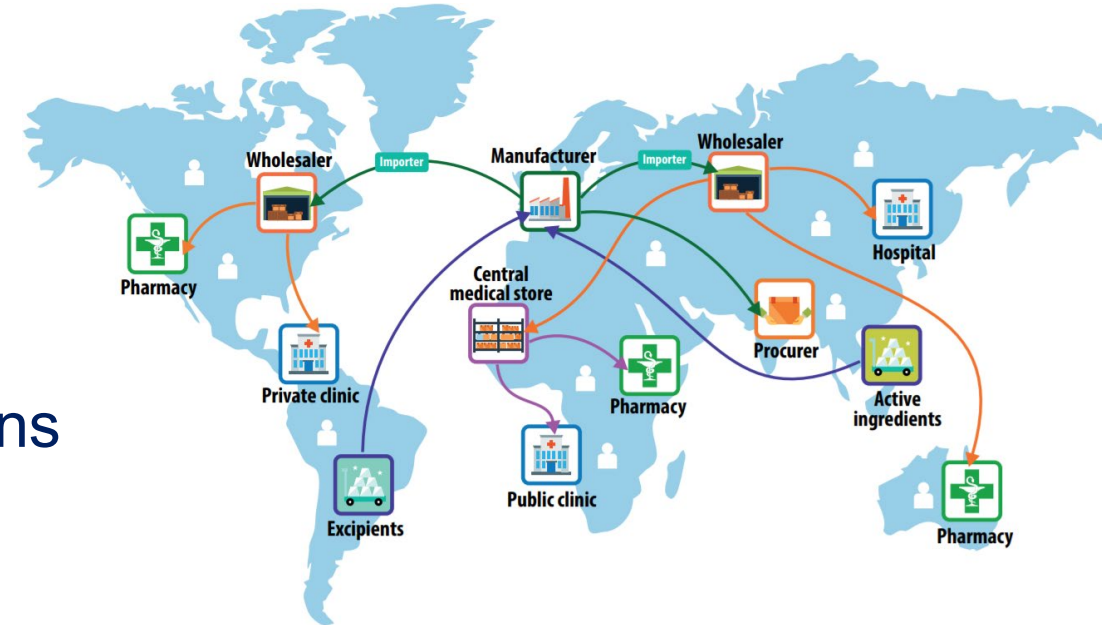 Wholesaler
Importer
Manufacturer
Importer
Wholesaler
Pharmacy
Hospital
Central
medical store
Private clinic
Procurer
Pharmacy
Active
ingredients
ns
Public clinic
Excipients
Pharmacy